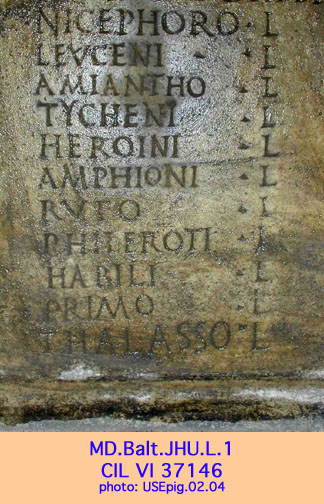 NICEPHORO · L
LEVCENI · L
AMIANTHO · L
TYCHENI · L
HEROINI · L
AMPHIONI · L
RVFO · L
PHILEROTI · L
HABILI · L
PRIMO · L
THALASSO · L
MD.Balt.JHU.L.1
CIL VI 37146
photo: USEpig.02.04